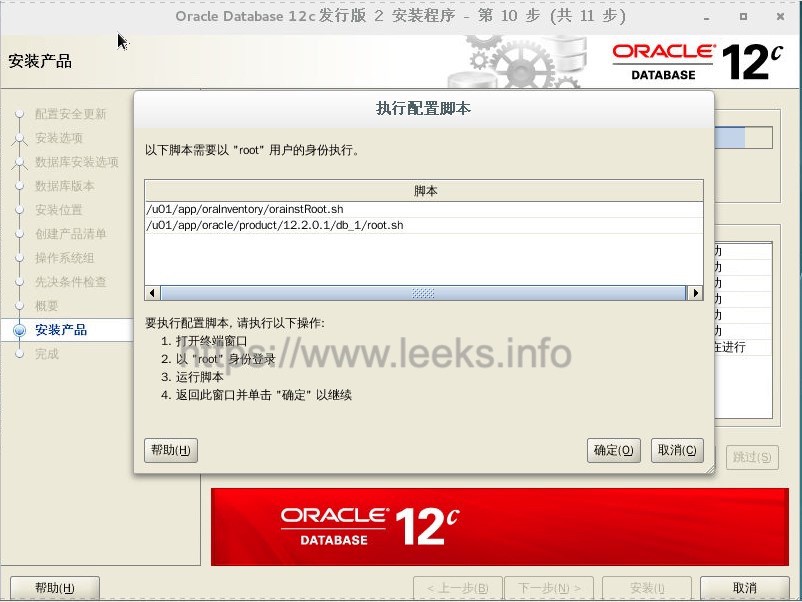 Oracle Database 12c 发行版 2 安装程序 - 第 10 步 (共 11 步)
安装产品
ORACLE
DATABASE 12c
配置安全更新
安装选项
数据库安装选项
数据库版本
安装位置
创建产品清单
操作系统组
先决条件检查
概要
安装产品
完成
执行配置脚本
以下脚本需要以 "root" 用户的身份执行。
脚本
/u01/app/oraInventory/orainstRoot.sh
/u01/app/oracle/product/12.2.0.1/db_1/root.sh
要执行配置脚本, 请执行以下操作:
1. 打开终端窗口
2. 以 "root" 身份登录
3. 运行脚本
4. 返回此窗口并单击 "确定" 以继续
https://www.leeks.info
帮助(H)
确定(O)
取消(C)
功
功
功
功
功
功
在进行
跳过(S)
ORACLE
DATABASE 12c
帮助(H)
< 上一步(B)
下一步(N) >
安装(I)
取消